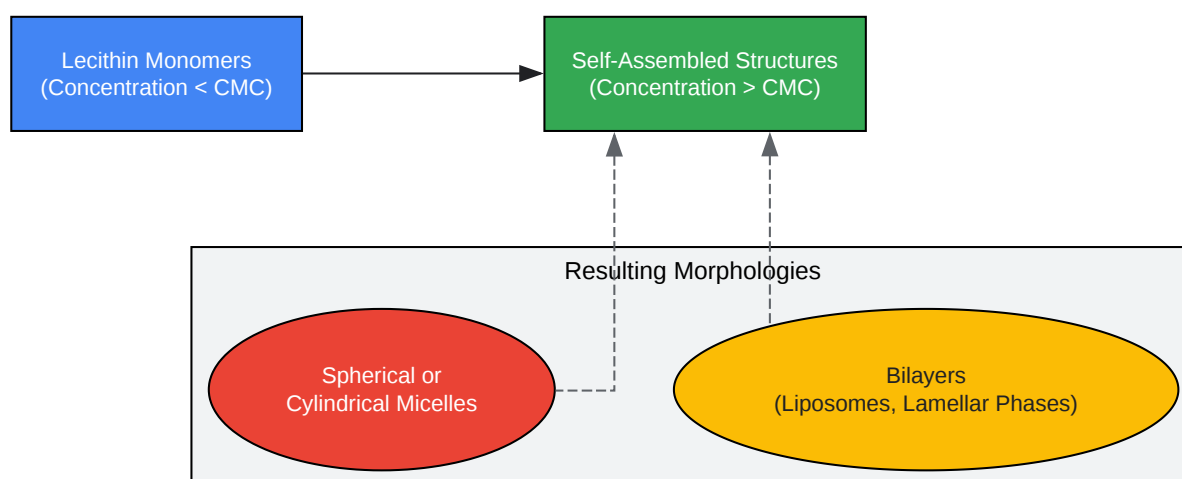 Lecithin Monomers
(Concentration < CMC)
Self-Assembled Structures
(Concentration > CMC)
Resulting Morphologies
Spherical or
Cylindrical Micelles
Bilayers
(Liposomes, Lamellar Phases)